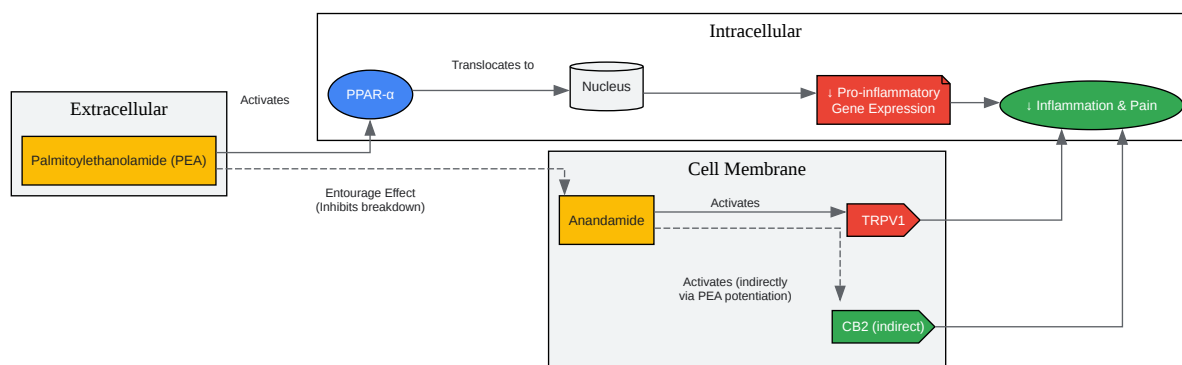 Intracellular
Translocates to
PPAR-α
Nucleus
↓ Pro-inflammatory
Gene Expression
↓ Inflammation & Pain
Extracellular
Activates
Palmitoylethanolamide (PEA)
Entourage Effect
(Inhibits breakdown)
Cell Membrane
Anandamide
Activates
TRPV1
Activates (indirectly
via PEA potentiation)
CB2 (indirect)